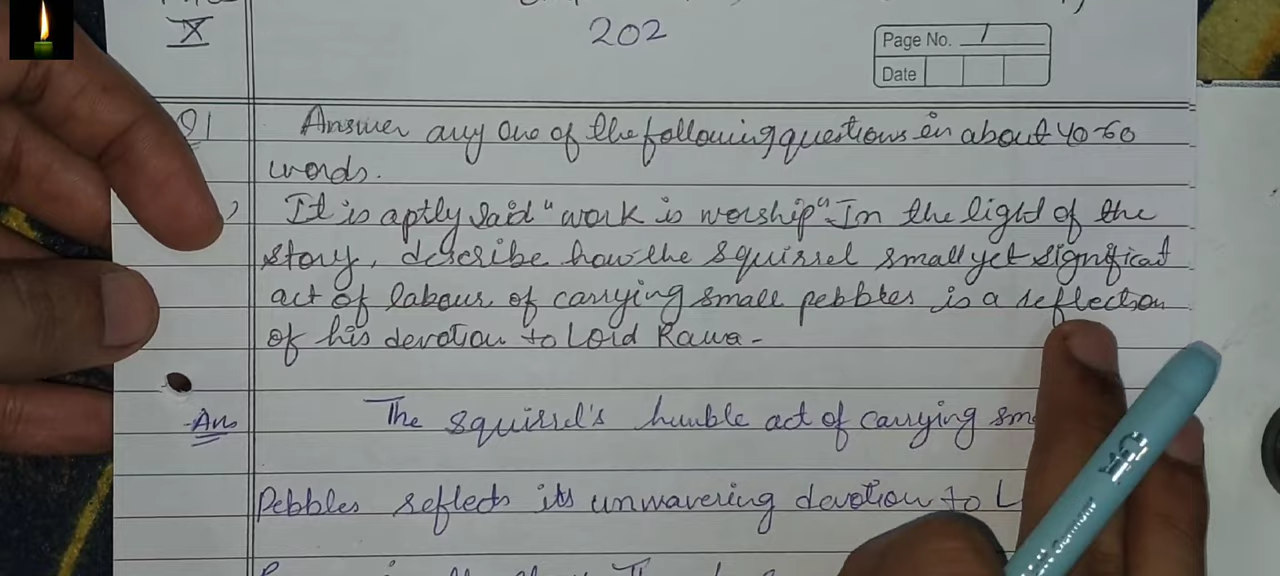 X
202
Page No. 1
Date
Q1 Answer any one of the following questions in about 40-60
words.
It is aptly said "work is worship". In the light of the
story, describe how the squirrel small yet significat
act of labour, of carrying small pebbles is a reflection
of his devotion to Lord Rama.
Ans The squirrel's humble act of carrying
Pebbles reflects its unwavering devotion to